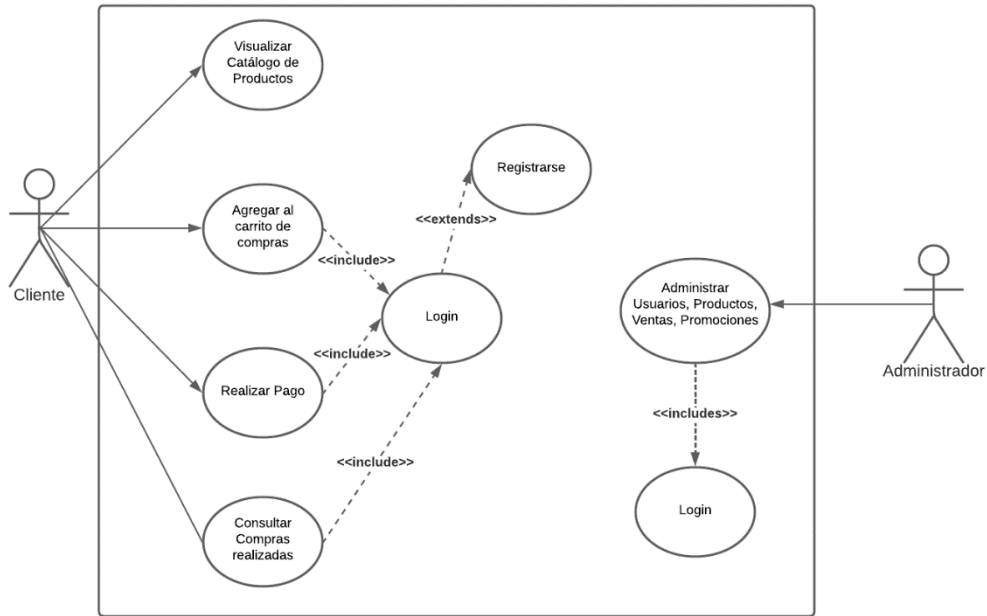 Visualizar
Catálogo de
Productos
Registrarse
Agregar al
carrito de
compras
<<extends>>
<<include>>
Cliente
Login
Administrar
Usuarios, Productos,
Ventas, Promociones
Administrador
Realizar Pago
<<include>>
<<includes>>
<<include>>
Consultar
Compras
realizadas
Login